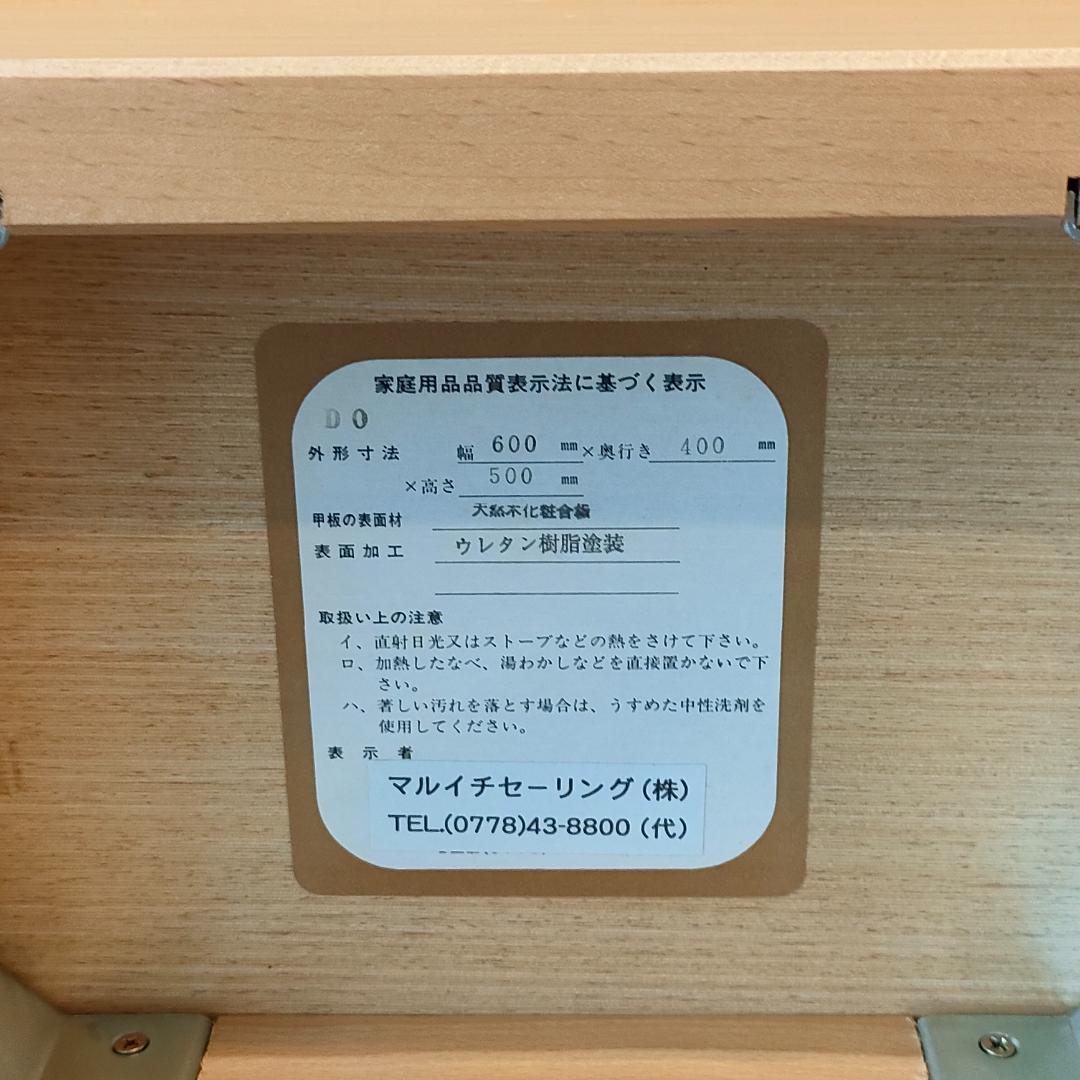 家庭用品品質表示法に基づく表示
DO
外形寸法 幅 600 mm×奥行き 400 mm
×高さ 500 mm
甲板の表面材 天然木化粧合板
表面加工 ウレタン樹脂塗装
取扱い上の注意
イ、直射日光又はストーブなどの熱をさけて下さい。
ロ、加熱したなべ、湯わかしなどを直接置かないで下
さい。
ハ、著しい汚れを落とす場合は、うすめた中性洗剤を
使用してください。
表示者
マルイチセーリング(株)
TEL.(0778)43-8800(代)